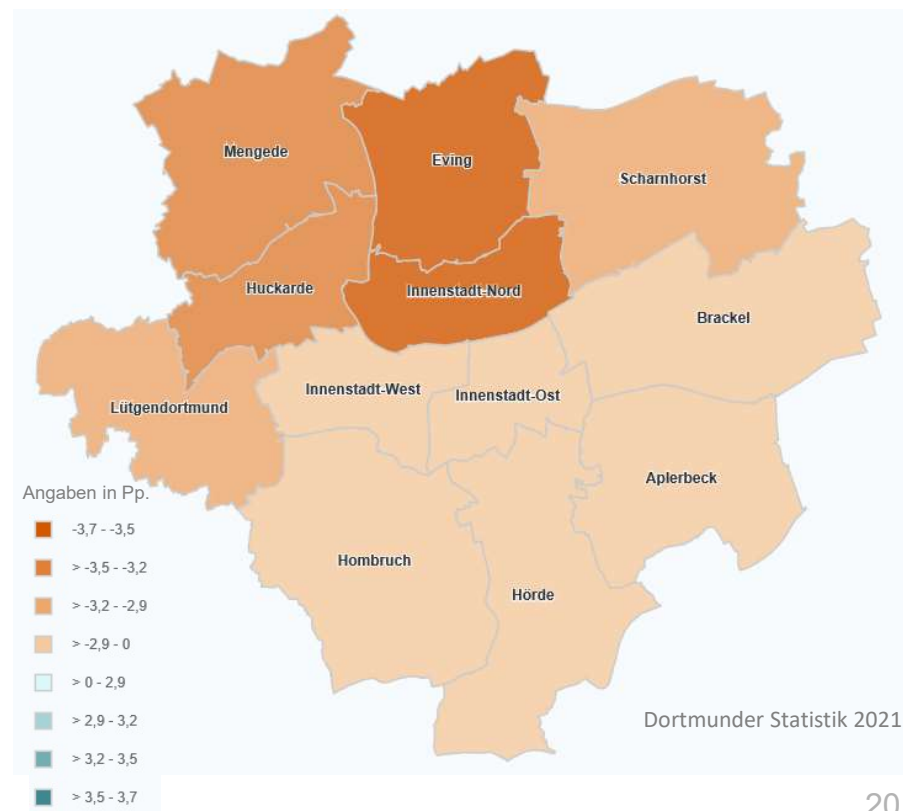 Mengede
Eving
Scharnhorst
Huckarde
Innenstadt-Nord
Brackel
Innenstadt-West
Innenstadt-Ost
Lütgendortmund
Aplerbeck
Hombruch
Hörde
Angaben in Pp.
-3,7 - -3,5
> -3,5 - -3,2
> -3,2 - -2,9
> -2,9 - 0
> 0 - 2,9
> 2,9 - 3,2
> 3,2 - 3,5
> 3,5 - 3,7
Dortmunder Statistik 2021
20